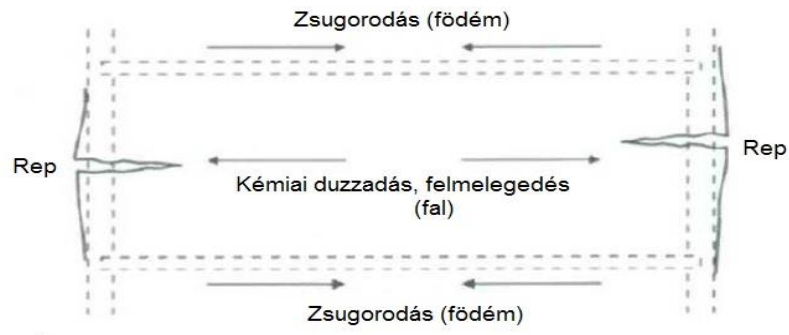 Zsugorodás (födém)
Rep
Rep
Kémiai duzzadás, felmelegedés
(fal)
Zsugorodás (födém)